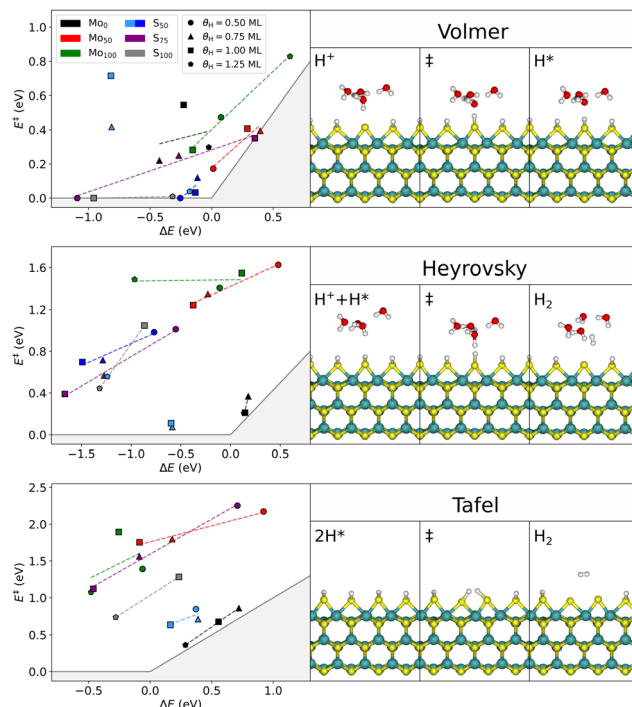 Mo0 S50 θH = 0.50 ML
Mo50 S75 θH = 0.75 ML
Mo100 S100 θH = 1.00 ML
θH = 1.25 ML
0.0
0.2
0.4
0.6
0.8
1.0
E‡ (eV)
−1.0 −0.5 0.0 0.5
ΔE (eV)
Volmer
H+ ‡ H*
0.0
0.4
0.8
1.2
1.6
E‡ (eV)
−1.5 −1.0 −0.5 0.0 0.5
ΔE (eV)
Heyrovsky
H++H* ‡ H2
0.0
0.5
1.0
1.5
2.0
2.5
E‡ (eV)
−0.5 0.0 0.5 1.0
ΔE (eV)
Tafel
2H* ‡ H2